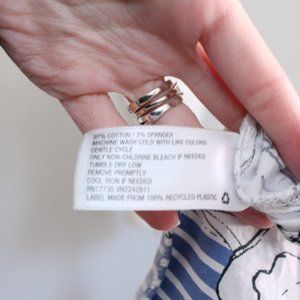 97% COTTON / 3% SPANDEX
MACHINE WASH COLD WITH LIKE COLORS
GENTLE CYCLE
ONLY NON-CHLORINE BLEACH IF NEEDED
TUMBLE DRY LOW
REMOVE PROMPTLY
COOL IRON IF NEEDED
RN17730 VN2242811
LABEL MADE FROM 100% RECYCLED PLASTIC